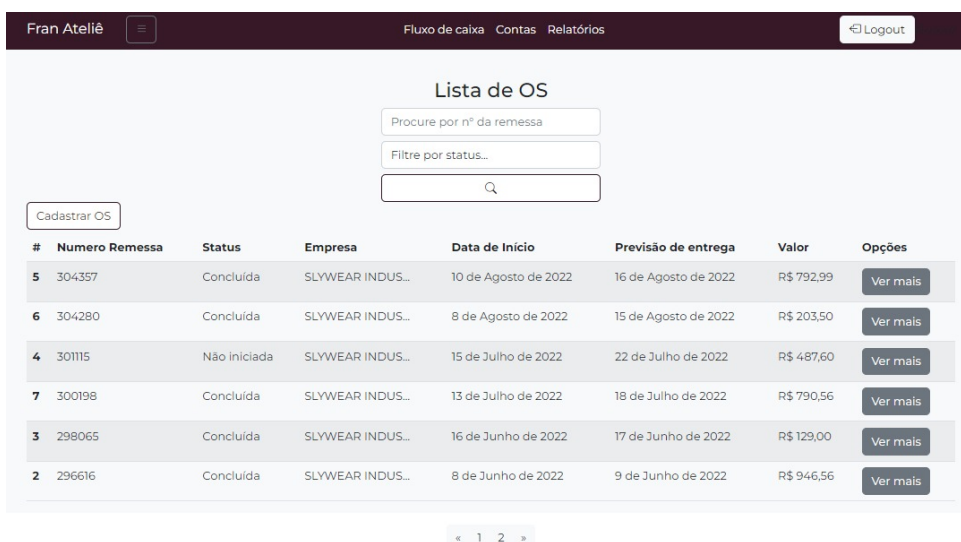 Fran Ateliê Fluxo de caixa Contas Relatórios Logout
Lista de OS
Procure por nº da remessa
Filtre por status...
Cadastrar OS
# Numero Remessa Status Empresa Data de Início Previsão de entrega Valor Opções
5 304357 Concluída SLYWEAR INDUS... 10 de Agosto de 2022 16 de Agosto de 2022 R$ 792,99 Ver mais
6 304280 Concluída SLYWEAR INDUS... 8 de Agosto de 2022 15 de Agosto de 2022 R$ 203,50 Ver mais
4 301115 Não iniciada SLYWEAR INDUS... 15 de Julho de 2022 22 de Julho de 2022 R$ 487,60 Ver mais
7 300198 Concluída SLYWEAR INDUS... 13 de Julho de 2022 18 de Julho de 2022 R$ 790,56 Ver mais
3 298065 Concluída SLYWEAR INDUS... 16 de Junho de 2022 17 de Junho de 2022 R$ 129,00 Ver mais
2 296616 Concluída SLYWEAR INDUS... 8 de Junho de 2022 9 de Junho de 2022 R$ 946,56 Ver mais
« 1 2 »